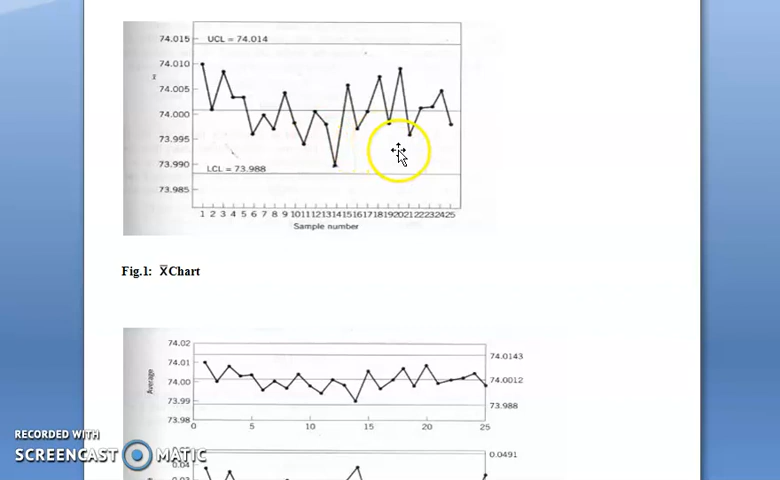 74.015
UCL = 74.014
74.010
x̄
74.005
74.000
73.995
73.990
LCL = 73.988
73.985
1 2 3 4 5 6 7 8 9 10 11 12 13 14 15 16 17 18 19 20 21 22 23 24 25
Sample number
Fig.1: X̅Chart
74.02
74.01
74.00
73.99
73.98
Average
74.0143
74.0012
73.988
0 5 10 15 20 25
0.04
0.0491
RECORDED WITH
SCREENCAST MATIC